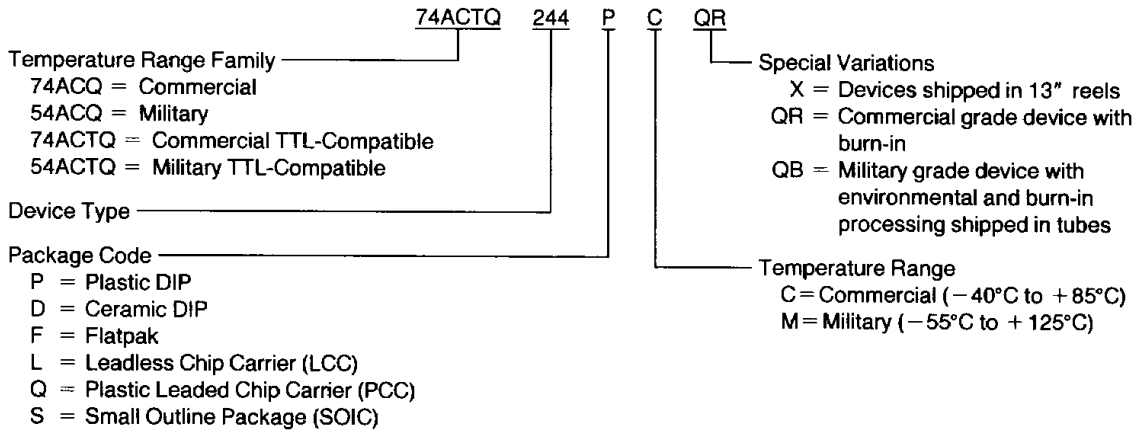 74ACTQ 244 P C QR
Temperature Range Family
74ACQ = Commercial
54ACQ = Military
74ACTQ = Commercial TTL-Compatible
54ACTQ = Military TTL-Compatible
Device Type
Package Code
P = Plastic DIP
D = Ceramic DIP
F = Flatpak
L = Leadless Chip Carrier (LCC)
Q = Plastic Leaded Chip Carrier (PCC)
S = Small Outline Package (SOIC)
Special Variations
X = Devices shipped in 13" reels
QR = Commercial grade device with
burn-in
QB = Military grade device with
environmental and burn-in
processing shipped in tubes
Temperature Range
C = Commercial (−40°C to +85°C)
M = Military (−55°C to +125°C)